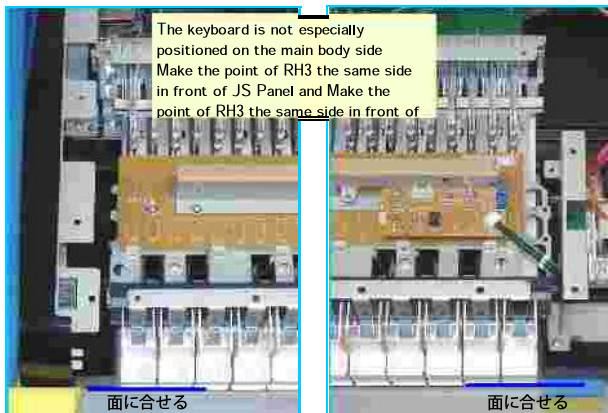 The keyboard is not especially
positioned on the main body side
Make the point of RH3 the same side
in front of JS Panel and Make the
point of RH3 the same side in front of
面に合せる
面に合せる